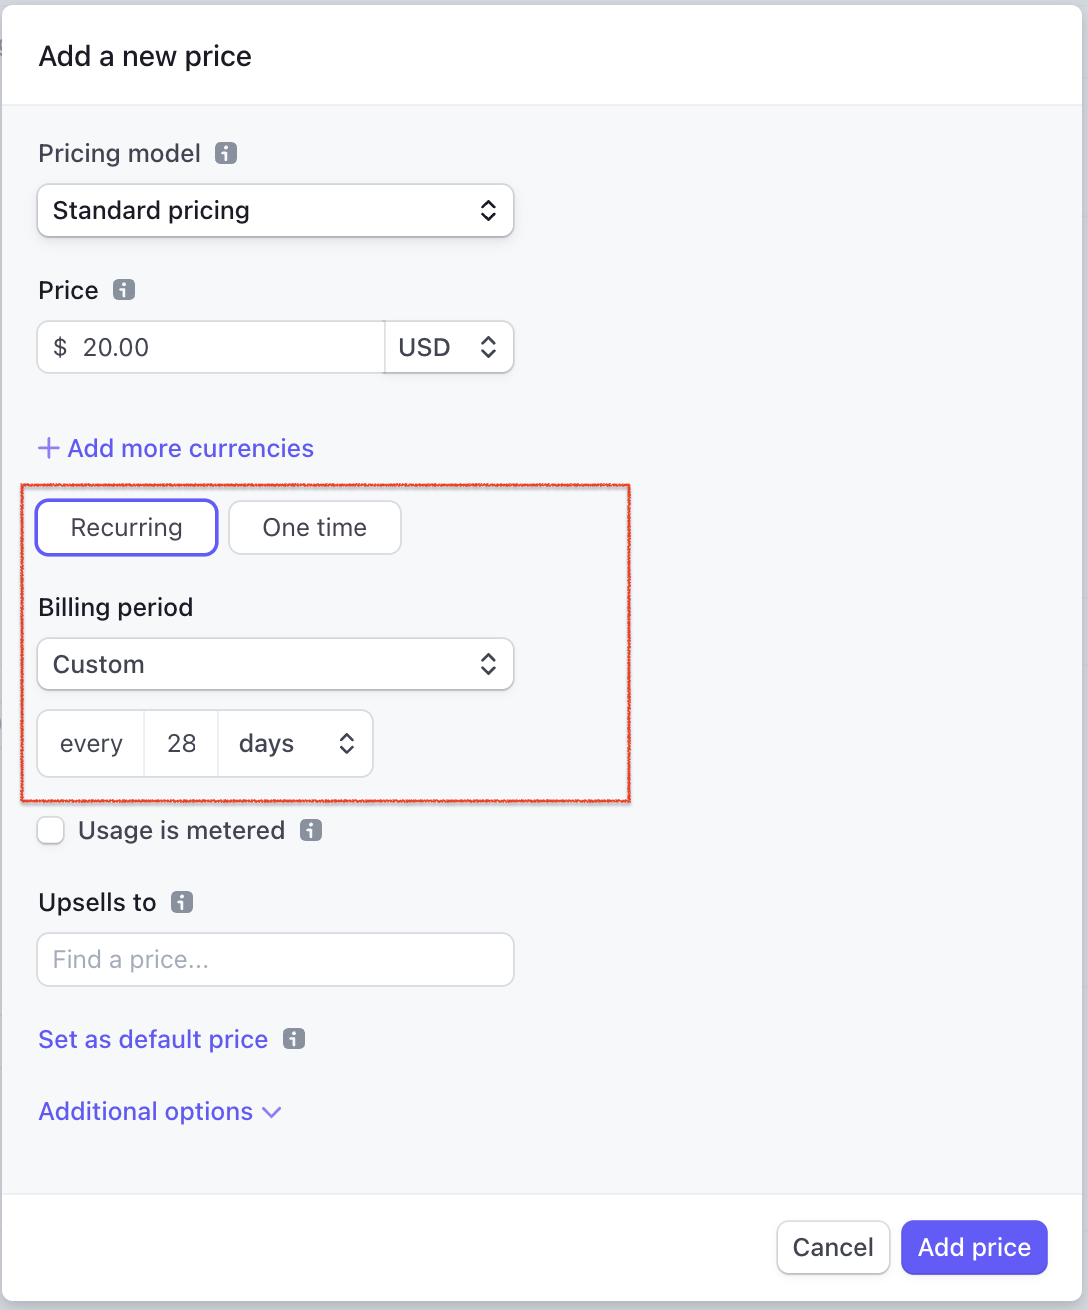 Add a new price
Pricing model
Standard pricing
Price
$ 20.00 USD
Add more currencies
Recurring One time
Billing period
Custom
every 28 days
Usage is metered
Upsells to
Find a price...
Set as default price
Additional options
Cancel Add price